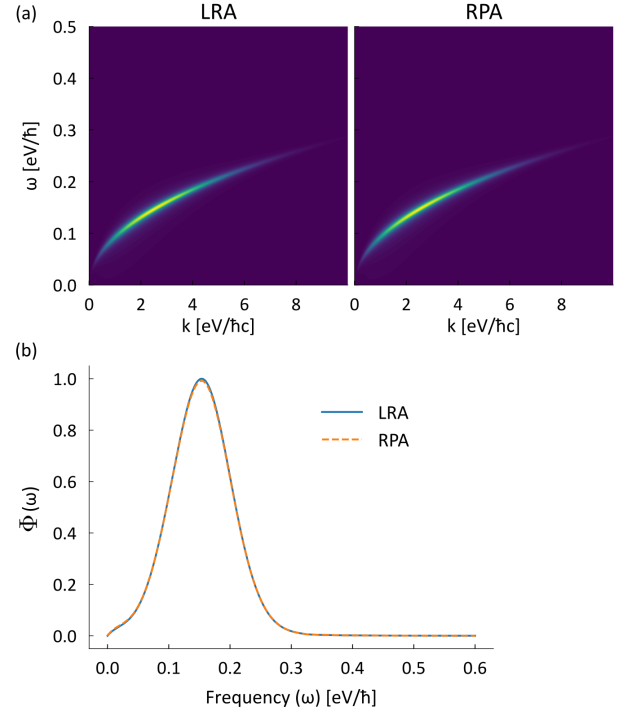 (a)
LRA
RPA
ω [eV/ħ]
0.5
0.4
0.3
0.2
0.1
0.0
0 2 4 6 8
0 2 4 6 8
k [eV/ħc]
k [eV/ħc]
(b)
Φ(ω)
1.0
0.8
0.6
0.4
0.2
0.0
LRA
RPA
0.0 0.1 0.2 0.3 0.4 0.5 0.6
Frequency (ω) [eV/ħ]